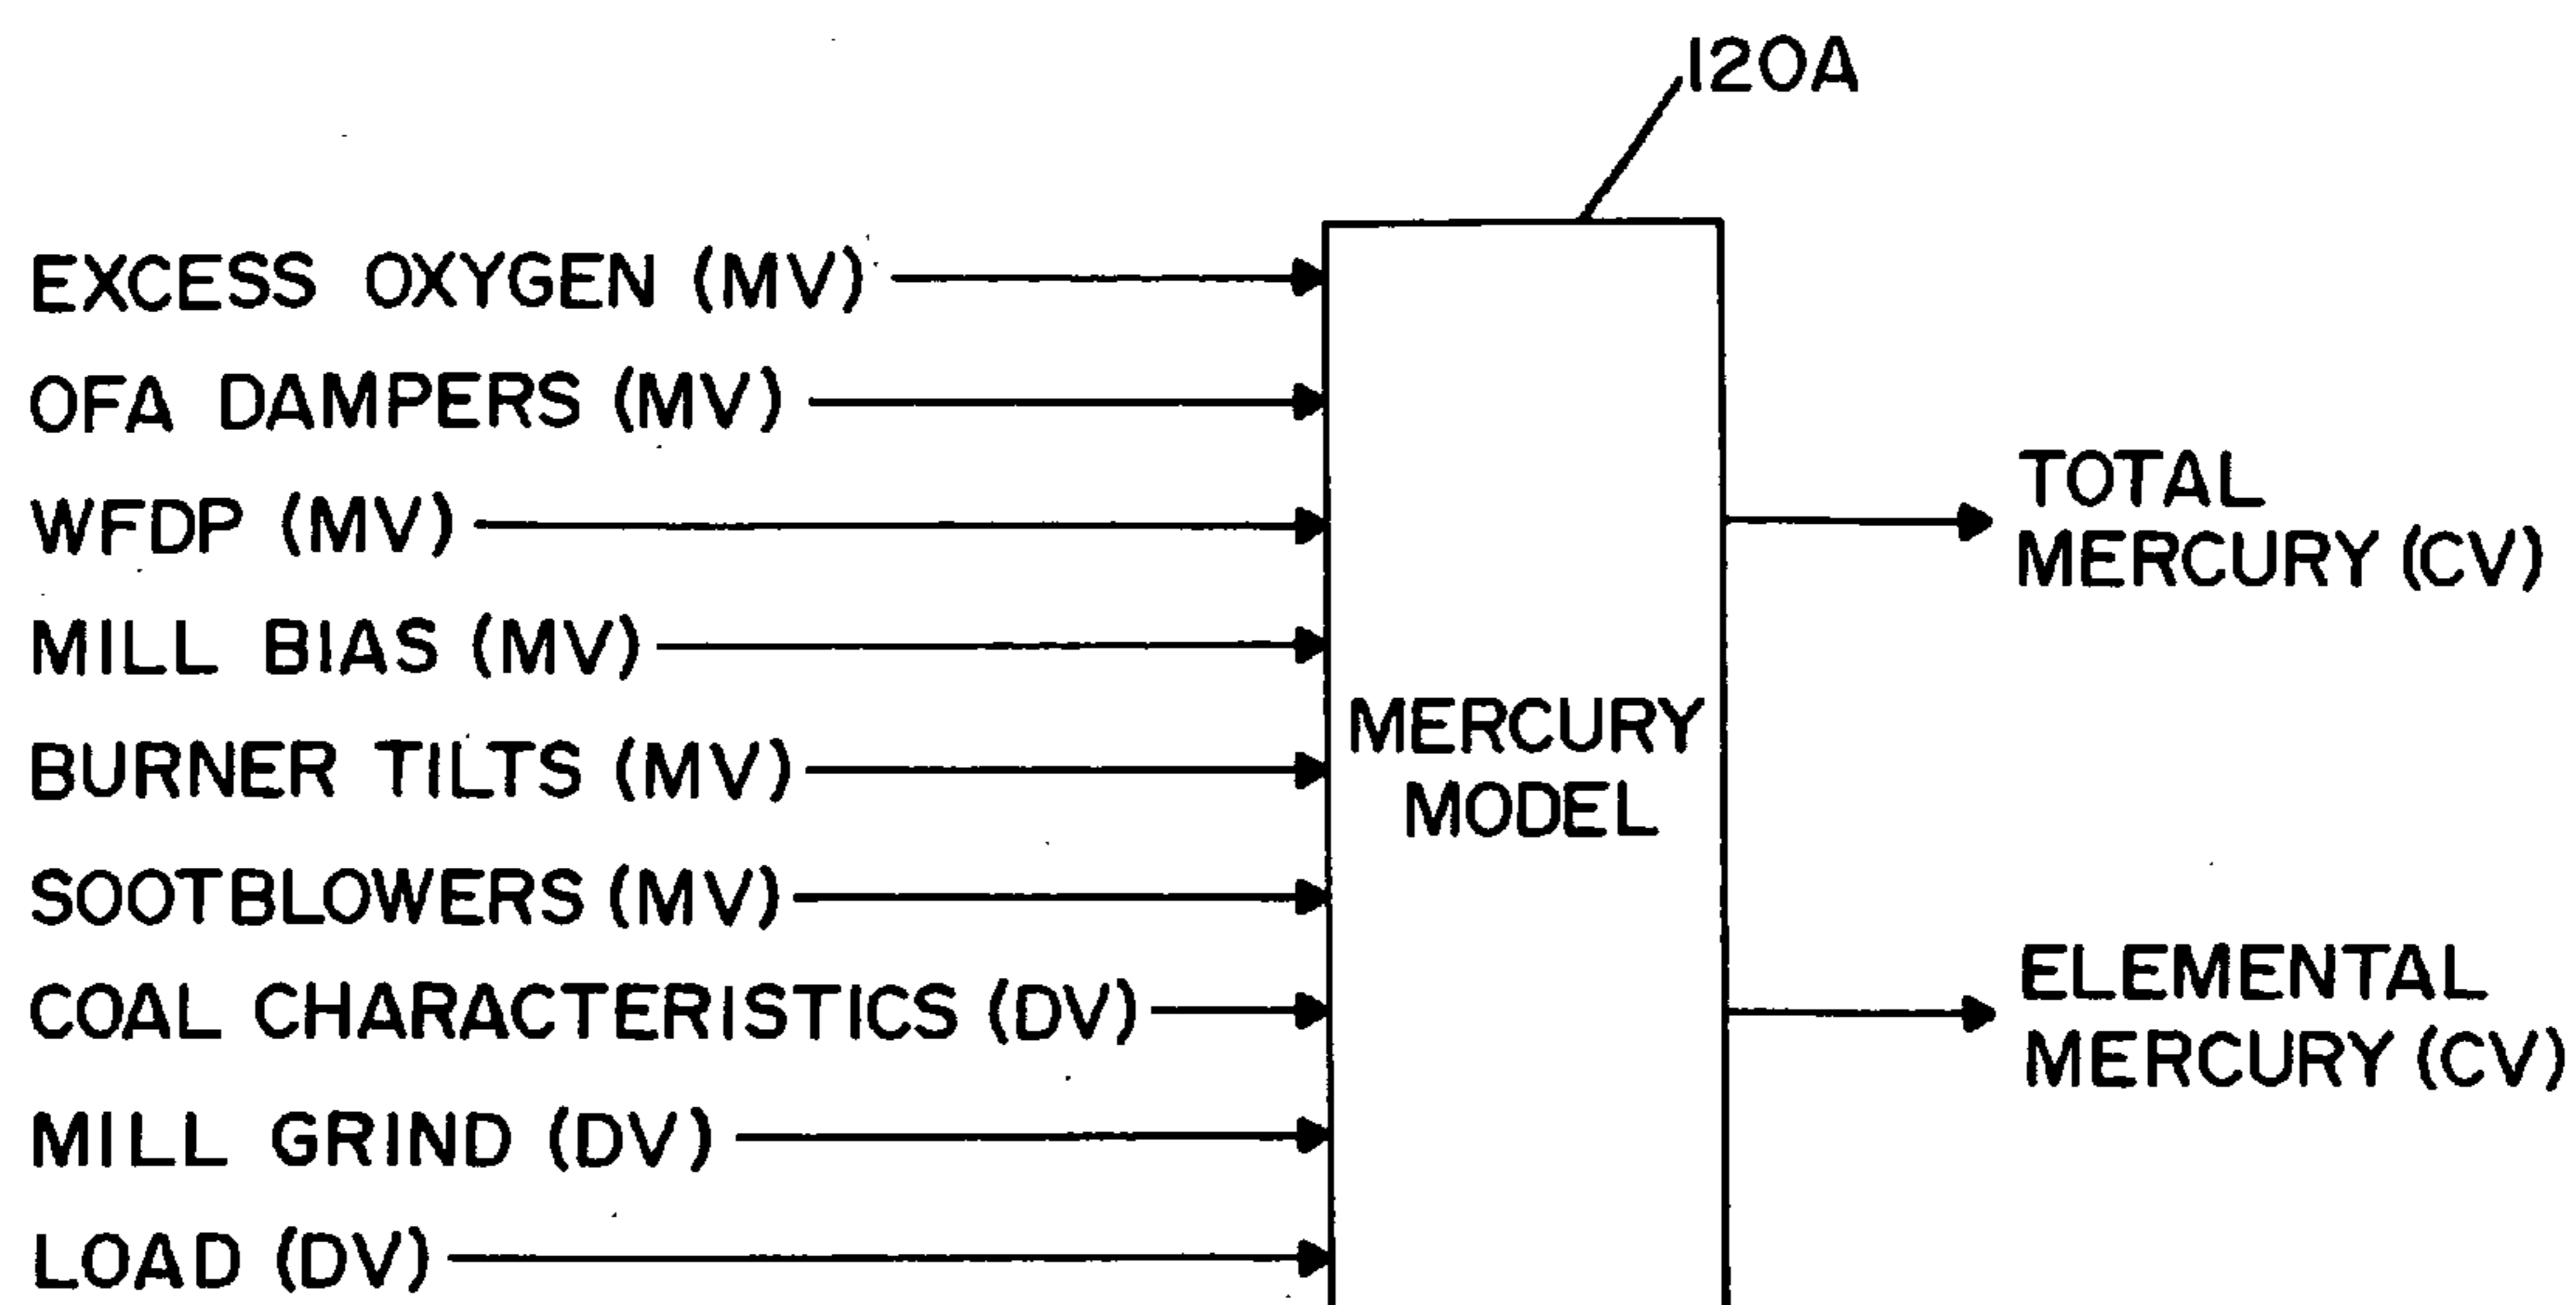 120A
EXCESS OXYGEN (MV)
OFA DAMPERS (MV)
WFDP (MV)
MILL BIAS (MV)
BURNER TILTS (MV)
SOOTBLOWERS (MV)
COAL CHARACTERISTICS (DV)
MILL GRIND (DV)
LOAD (DV)
MERCURY
MODEL
TOTAL
MERCURY (CV)
ELEMENTAL
MERCURY (CV)